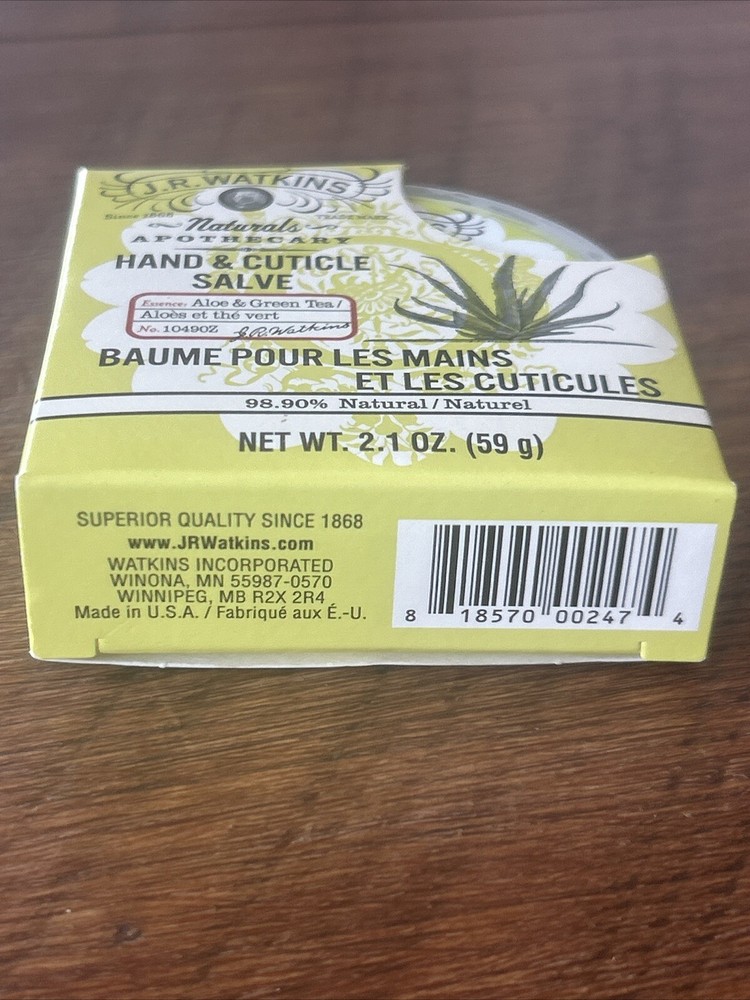 J.R. WATKINS
Since 1868 TRADE MARK
Naturals
APOTHECARY
HAND & CUTICLE
SALVE
Essence: Aloe & Green Tea /
Aloès et thé vert
No. 10490Z J.R. Watkins
BAUME POUR LES MAINS
ET LES CUTICULES
98.90% Natural / Naturel
NET WT. 2.1 OZ. (59 g)
SUPERIOR QUALITY SINCE 1868
www.JRWatkins.com
WATKINS INCORPORATED
WINONA, MN 55987-0570
WINNIPEG, MB R2X 2R4
Made in U.S.A. / Fabriqué aux É.-U.
8 18570 00247 4